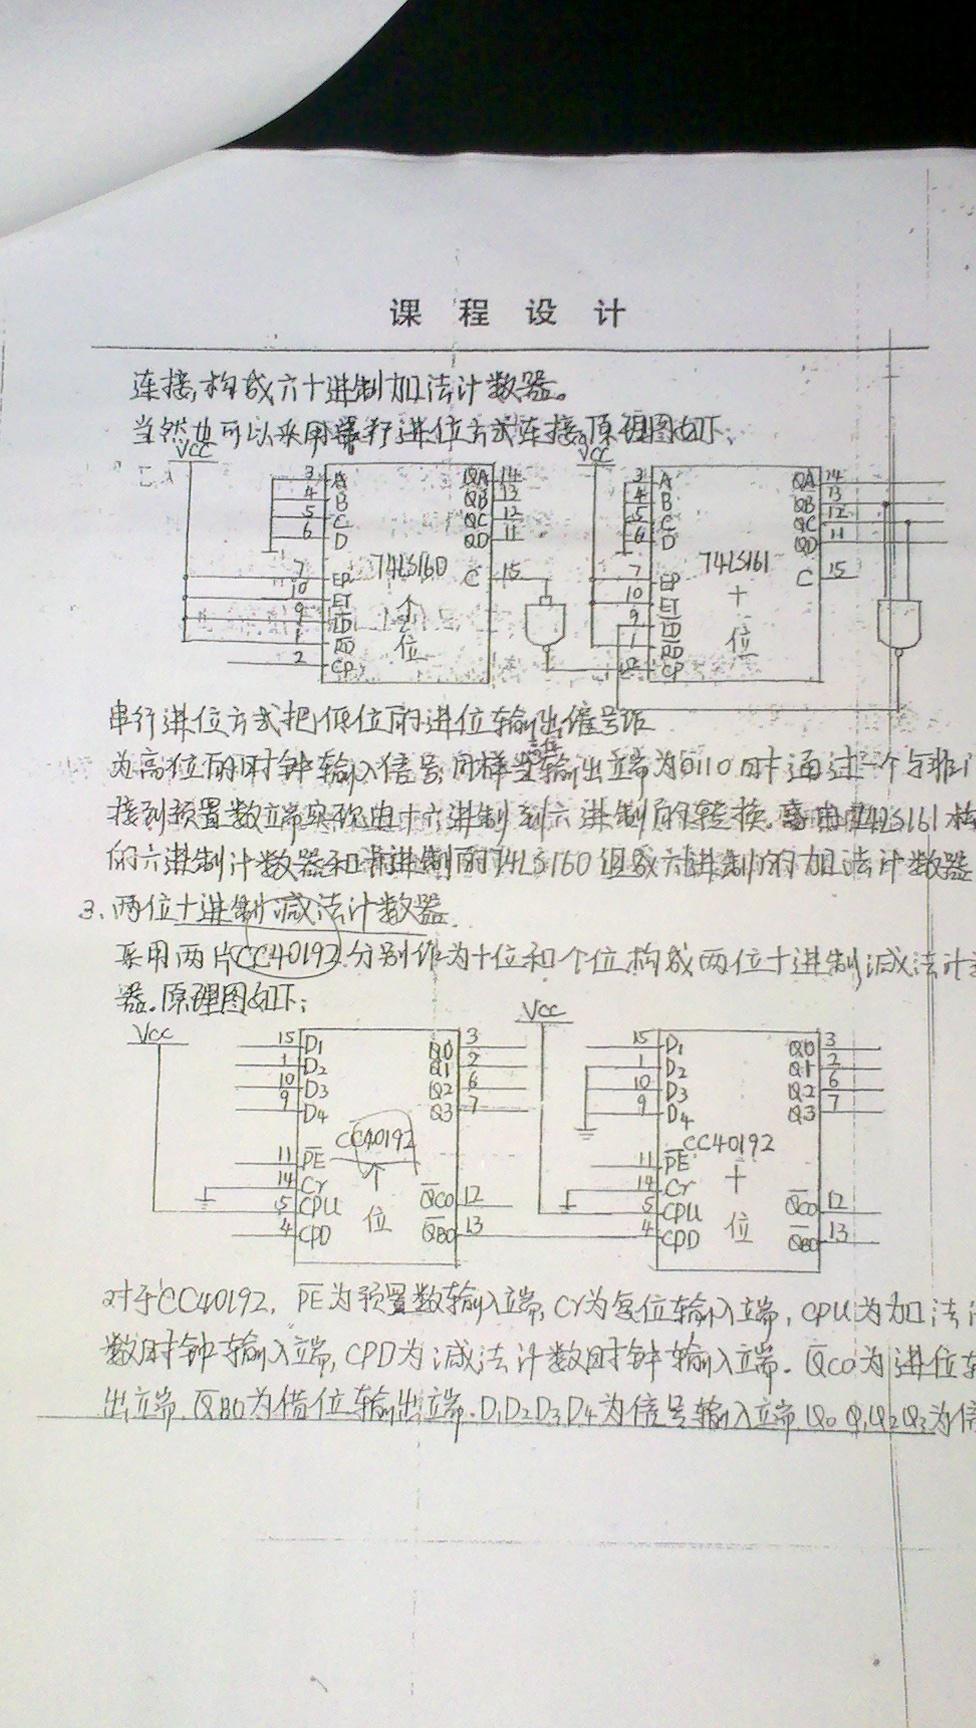 课 程 设 计
连接,构成六十进制加法计数器。
当然也可以采用串行进位方式连接。原理图如下:
VCC
3 A QA 14
4 B QB 13
5 C QC 12
6 D QD 11
74LS160
7 EP C 15
10 ET 个
9 LD
1 RD 位
2 CP
VCC
3 A QA 14
4 B QB 13
5 C QC 12
6 D QD 11
74LS161
7 EP C 15
10 ET 十
9 LD
1 RD 位
2 CP
串行进位方式把低位的进位输出信号作
为高位的时钟输入信号,同样当高位输出端为0110时通过一个与非门
接到预置数端实现由十六进制到六进制的转换。 由74LS161构
的六进制计数器和 进制的74LS160组成六进制的加法计数器
3、两位十进制减法计数器.
采用两片CC40192分别作为十位和个位构成两位十进制减法计
器.原理图如下:
VCC
15 D1 Q0 3
1 D2 Q1 2
10 D3 Q2 6
9 D4 Q3 7
CC40192
11 P̅E̅
14 Cr 个
5 CPU Q̅CO 12
4 CPD 位 Q̅BO 13
VCC
15 D1 Q0 3
1 D2 Q1 2
10 D3 Q2 6
9 D4 Q3 7
CC40192
11 P̅E̅
14 Cr 十
5 CPU Q̅CO 12
4 CPD 位 Q̅BO 13
对于CC40192, P̅E̅为预置数输入端,Cr为复位输入端,CPU为加法
数时钟输入端,CPD为减法计数时钟输入端.Q̅CO为进位
出端.Q̅BO为借位输出端.D1D2D3D4为信号输入端.Q0 Q1Q2Q3为信